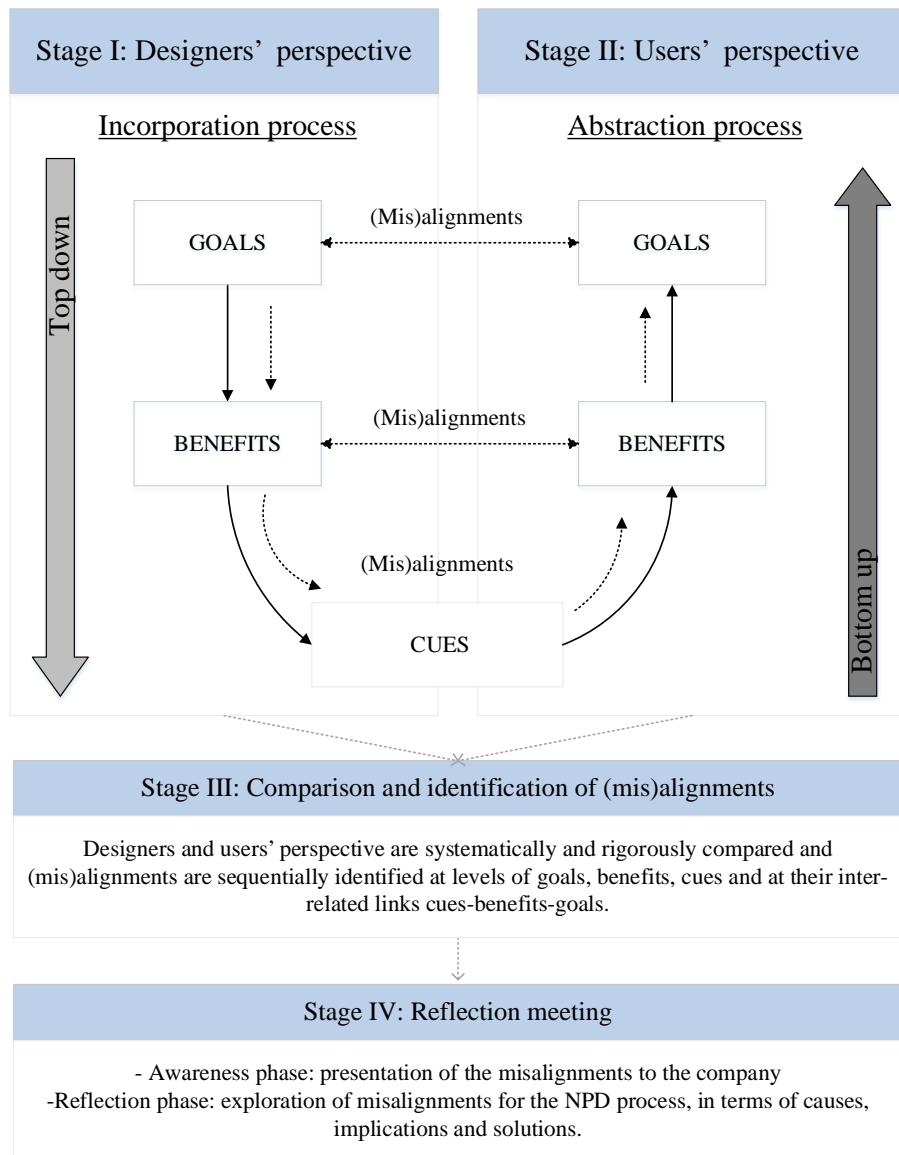 Stage I: Designers’ perspective
Stage II: Users’ perspective
Incorporation process
Abstraction process
Top down
Bottom up
(Mis)alignments
GOALS
GOALS
(Mis)alignments
BENEFITS
BENEFITS
(Mis)alignments
CUES
Stage III: Comparison and identification of (mis)alignments
Designers and users’ perspective are systematically and rigorously compared and
(mis)alignments are sequentially identified at levels of goals, benefits, cues and at their inter-
related links cues-benefits-goals.
Stage IV: Reflection meeting
- Awareness phase: presentation of the misalignments to the company
-Reflection phase: exploration of misalignments for the NPD process, in terms of causes,
implications and solutions.